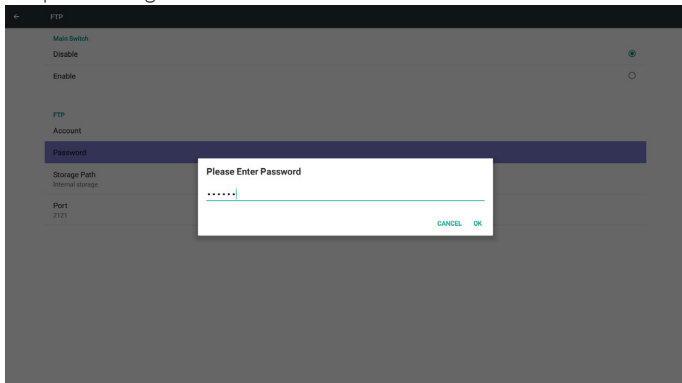 ← FTP
Main Switch
Disable
Enable
FTP
Account
Password
Storage Path
Internal storage
Port
2121
Please Enter Password
••••••
CANCEL OK